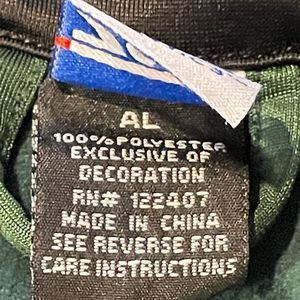 AL
100% POLYESTER
EXCLUSIVE OF
DECORATION
RN# 122407
MADE IN CHINA
SEE REVERSE FOR
CARE INSTRUCTIONS